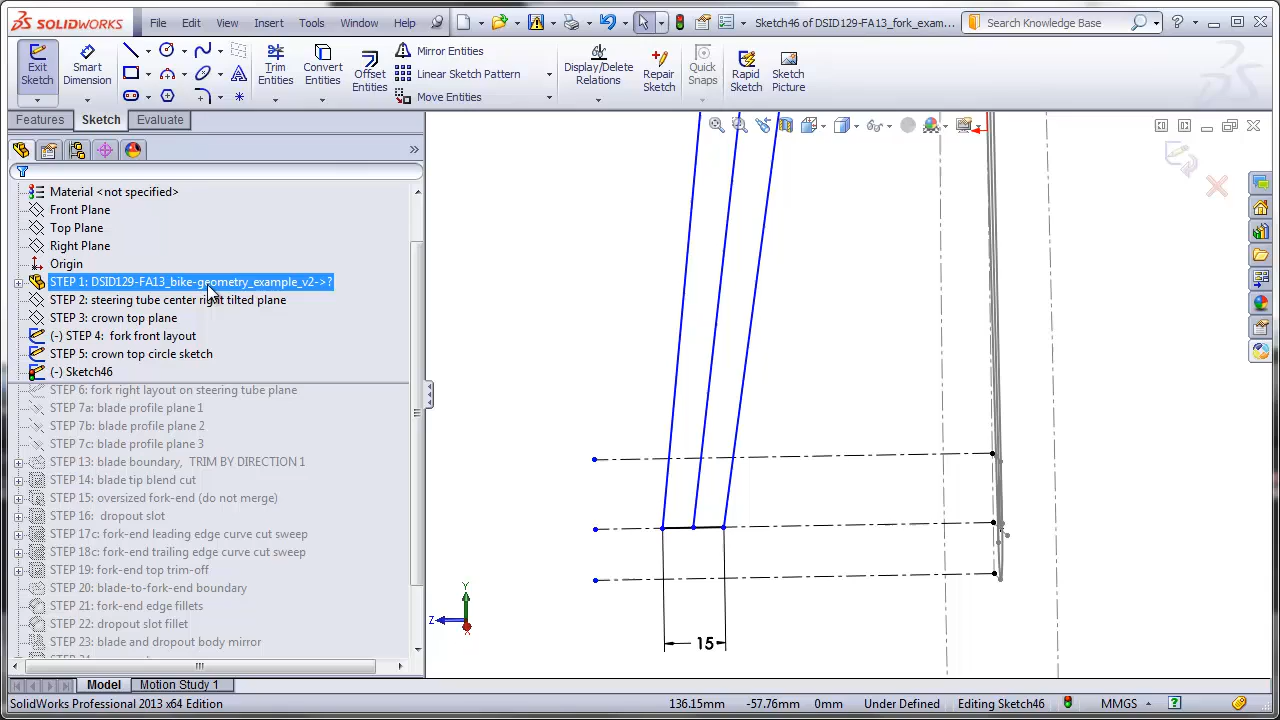 SOLIDWORKS File Edit View Insert Tools Window Help Sketch46 of DSID129-FA13_fork_exam... Search Knowledge Base
Exit Sketch
Smart Dimension
Trim Entities
Convert Entities
Offset Entities
Mirror Entities
Linear Sketch Pattern
Move Entities
Display/Delete Relations
Repair Sketch
Quick Snaps
Rapid Sketch
Sketch Picture
Features Sketch Evaluate
Material <not specified>
Front Plane
Top Plane
Right Plane
Origin
STEP 1: DSID129-FA13_bike-geometry_example_v2->?
STEP 2: steering tube center right tilted plane
STEP 3: crown top plane
(-) STEP 4: fork front layout
STEP 5: crown top circle sketch
(-) Sketch46
STEP 6: fork right layout on steering tube plane
STEP 7a: blade profile plane 1
STEP 7b: blade profile plane 2
STEP 7c: blade profile plane 3
STEP 13: blade boundary, TRIM BY DIRECTION 1
STEP 14: blade tip blend cut
STEP 15: oversized fork-end (do not merge)
STEP 16: dropout slot
STEP 17c: fork-end leading edge curve cut sweep
STEP 18c: fork-end trailing edge curve cut sweep
STEP 19: fork-end top trim-off
STEP 20: blade-to-fork-end boundary
STEP 21: fork-end edge fillets
STEP 22: dropout slot fillet
STEP 23: blade and dropout body mirror
Y
Z
X
15
Model Motion Study 1
SolidWorks Professional 2013 x64 Edition 136.15mm -57.76mm 0mm Under Defined Editing Sketch46 MMGS